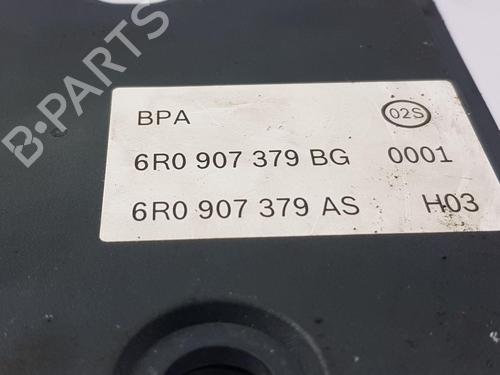 BPA 02S
6R0 907 379 BG 0001
6R0 907 379 AS H03
B-PARTS